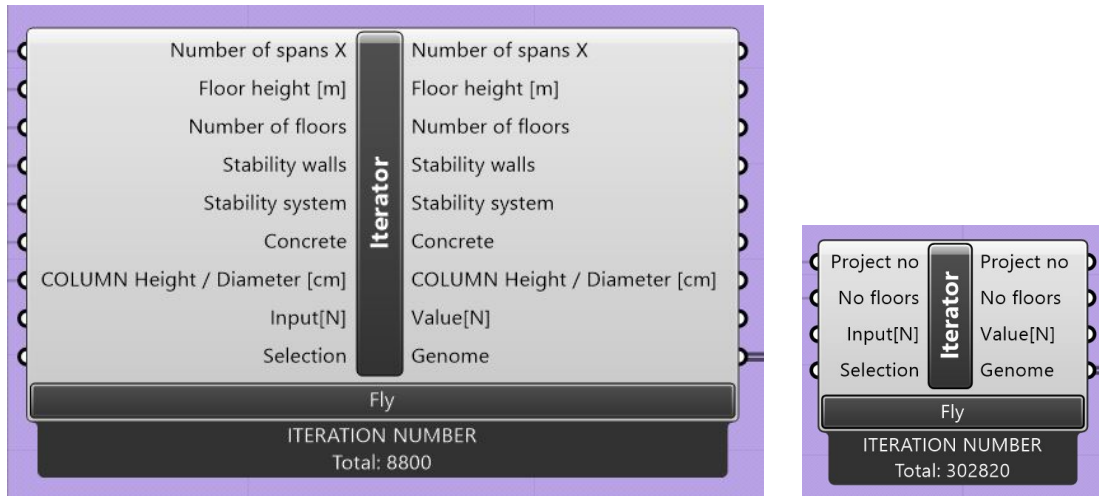 Number of spans X Number of spans X
Floor height [m] Floor height [m]
Number of floors Number of floors
Stability walls Stability walls
Stability system Stability system
Concrete Concrete
COLUMN Height / Diameter [cm] COLUMN Height / Diameter [cm]
Input[N] Value[N]
Selection Genome
Iterator
Fly
ITERATION NUMBER
Total: 8800
Project no Project no
No floors No floors
Input[N] Value[N]
Selection Genome
Iterator
Fly
ITERATION NUMBER
Total: 302820